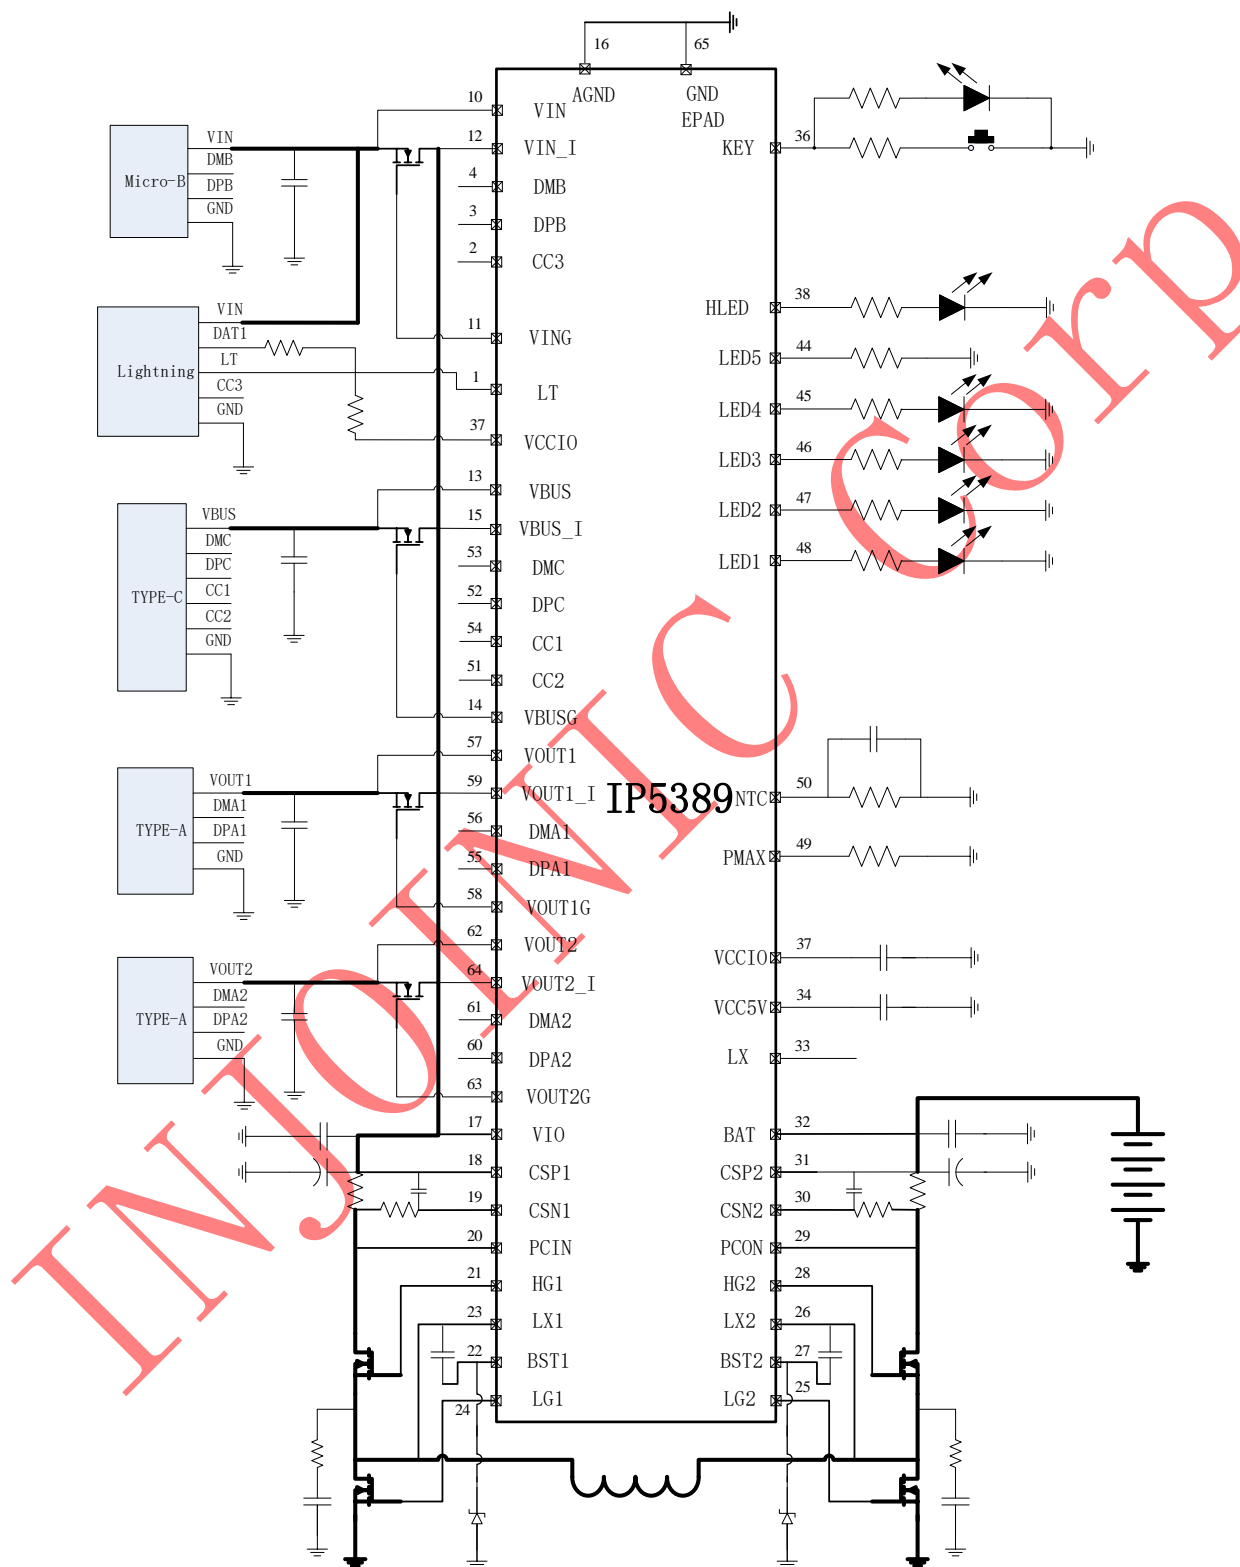 16
65
AGND
GND
EPAD
10
VIN
12
VIN_I
4
DMB
3
DPB
2
CC3
11
VING
1
LT
37
VCCIO
13
VBUS
15
VBUS_I
53
DMC
52
DPC
54
CC1
51
CC2
14
VBUSG
57
VOUT1
59
VOUT1_I
56
DMA1
55
DPA1
58
VOUT1G
62
VOUT2
64
VOUT2_I
61
DMA2
60
DPA2
63
VOUT2G
17
VIO
18
CSP1
19
CSN1
20
PCIN
21
HG1
23
LX1
22
BST1
24
LG1
Micro-B
VIN
DMB
DPB
GND
Lightning
VIN
DAT1
LT
CC3
GND
TYPE-C
VBUS
DMC
DPC
CC1
CC2
GND
TYPE-A
VOUT1
DMA1
DPA1
GND
TYPE-A
VOUT2
DMA2
DPA2
GND
IP5389
KEY
36
HLED
38
LED5
44
LED4
45
LED3
46
LED2
47
LED1
48
NTC
50
PMAX
49
VCCIO
37
VCC5V
34
LX
33
BAT
32
CSP2
31
CSN2
30
PCON
29
HG2
28
LX2
26
BST2
27
LG2
25
INJOINIC Corp